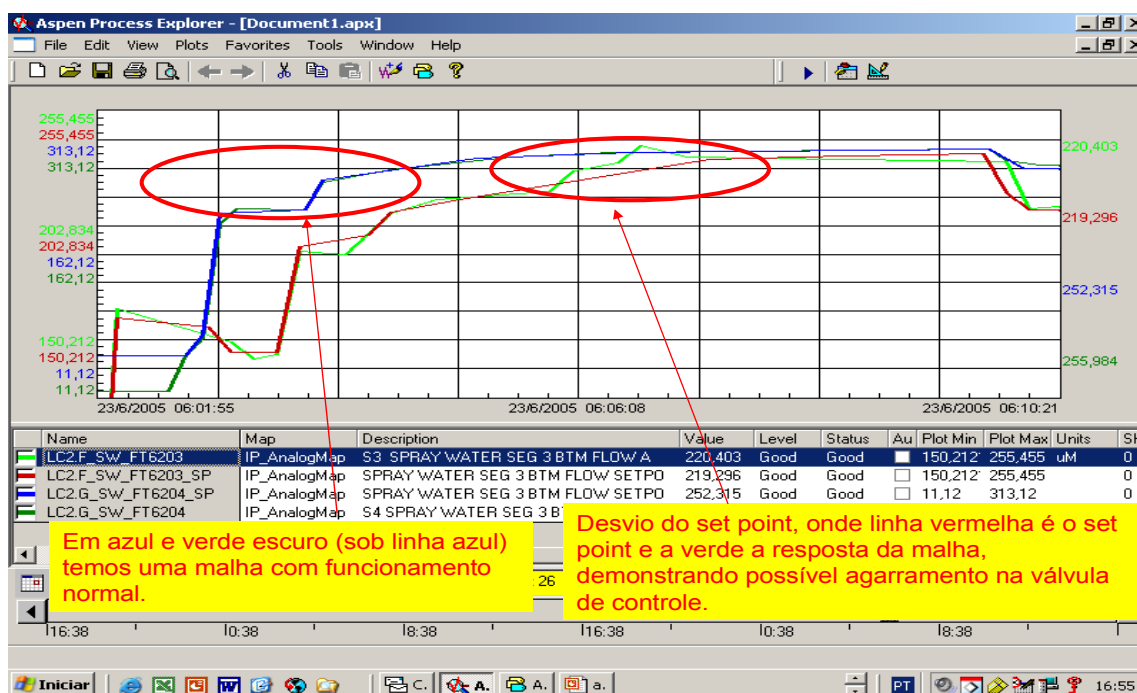 Aspen Process Explorer - [Document1.apx]
File Edit View Plots Favorites Tools Window Help
255,455
255,455
313,12
313,12
202,834
202,834
162,12
162,12
150,212
150,212
11,12
11,12
220,403
219,296
252,315
255,984
23/6/2005 06:01:55
23/6/2005 06:06:08
23/6/2005 06:10:21
Name Map Description Value Level Status Au Plot Min Plot Max Units
LC2.F_SW_FT6203 IP_AnalogMap S3 SPRAY WATER SEG 3 BTM FLOW A 220,403 Good Good 150,212 255,455 uM 0
LC2.F_SW_FT6203_SP IP_AnalogMap SPRAY WATER SEG 3 BTM FLOW SETPO 219,296 Good Good 150,212 255,455 0
LC2.G_SW_FT6204_SP IP_AnalogMap SPRAY WATER SEG 3 BTM FLOW SETPO 252,315 Good Good 11,12 313,12 0
LC2.G_SW_FT6204 IP_AnalogMap S4 SPRAY WATER SEG 3 B
Em azul e verde escuro (sob linha azul)
temos uma malha com funcionamento
normal.
Desvio do set point, onde linha vermelha é o set
point e a verde a resposta da malha,
demonstrando possível agarramento na válvula
de controle.
26
16:38 0:38 8:38 16:38 0:38 8:38
Iniciar C. A. A. a. PT 16:55